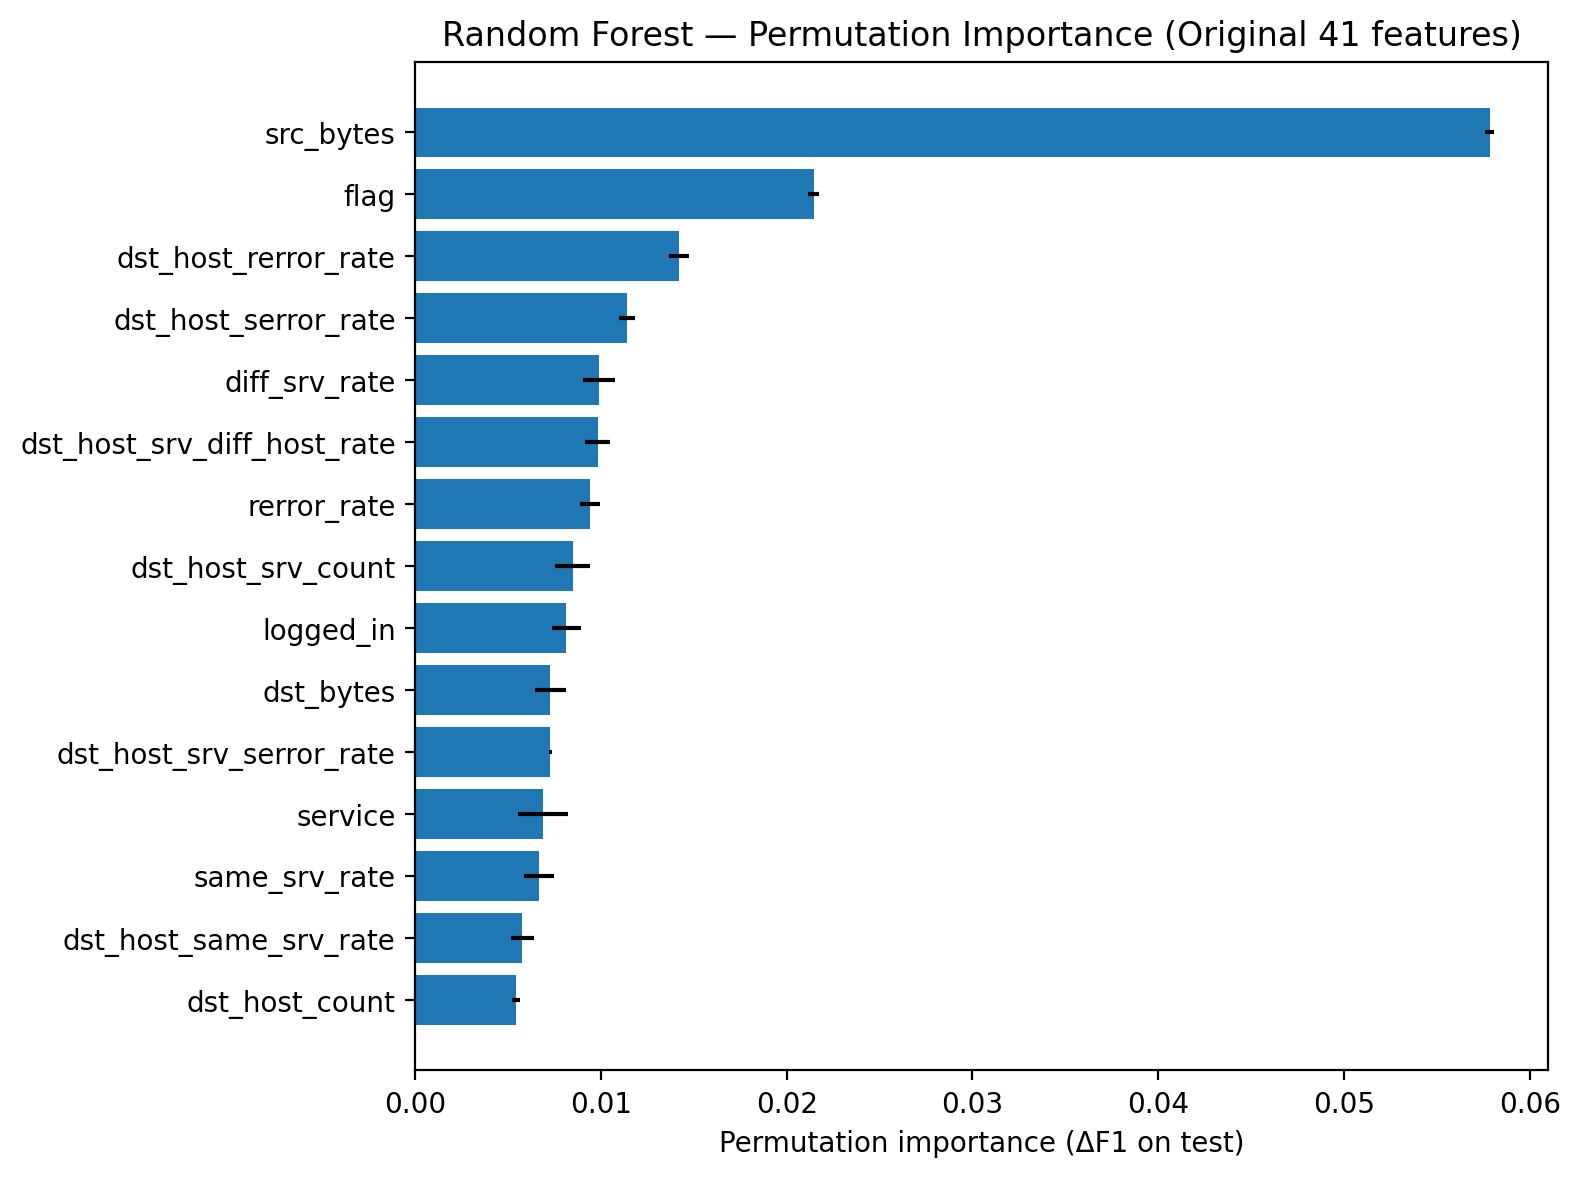 Random Forest — Permutation Importance (Original 41 features)
src_bytes
flag
dst_host_rerror_rate
dst_host_serror_rate
diff_srv_rate
dst_host_srv_diff_host_rate
rerror_rate
dst_host_srv_count
logged_in
dst_bytes
dst_host_srv_serror_rate
service
same_srv_rate
dst_host_same_srv_rate
dst_host_count
0.00 0.01 0.02 0.03 0.04 0.05 0.06
Permutation importance (ΔF1 on test)